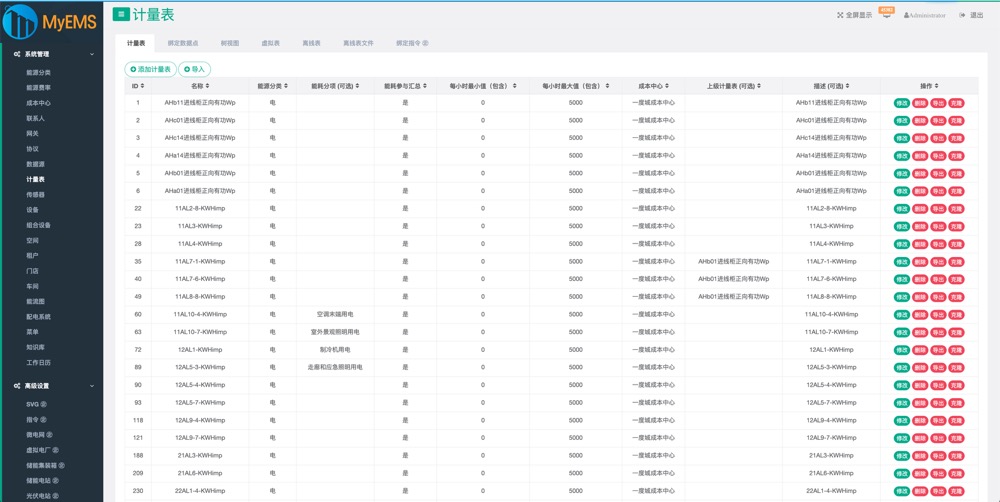 MyEMS
计量表
全屏显示
Administrator
退出
系统管理
能源分类
能源费率
成本中心
联系人
网关
协议
数据源
计量表
传感器
设备
组合设备
空间
租户
门店
车间
能流图
配电系统
菜单
知识库
工作日历
高级设置
SVG
指令
微电网
虚拟电厂
储能集装箱
储能电站
光伏电站
计量表 绑定数据点 树视图 虚拟表 离线表 离线表文件 绑定指令
添加计量表 导入
ID 名称 能源分类 能耗分项 (可选) 能耗参与汇总 每小时最小值（包含） 每小时最大值（包含） 成本中心 上级计量表 (可选) 描述 (可选) 操作
1 AHb11进线柜正向有功Wp 电 是 0 5000 一度城成本中心 AHb11进线柜正向有功Wp 修改 删除 导出 克隆
2 AHc01进线柜正向有功Wp 电 是 0 5000 一度城成本中心 AHc01进线柜正向有功Wp 修改 删除 导出 克隆
3 AHc14进线柜正向有功Wp 电 是 0 5000 一度城成本中心 AHc14进线柜正向有功Wp 修改 删除 导出 克隆
4 AHa14进线柜正向有功Wp 电 是 0 5000 一度城成本中心 AHa14进线柜正向有功Wp 修改 删除 导出 克隆
5 AHb01进线柜正向有功Wp 电 是 0 5000 一度城成本中心 AHb01进线柜正向有功Wp 修改 删除 导出 克隆
6 AHa01进线柜正向有功Wp 电 是 0 5000 一度城成本中心 AHa01进线柜正向有功Wp 修改 删除 导出 克隆
22 11AL2-8-KWHimp 电 是 0 5000 一度城成本中心 11AL2-8-KWHimp 修改 删除 导出 克隆
23 11AL3-KWHimp 电 是 0 5000 一度城成本中心 11AL3-KWHimp 修改 删除 导出 克隆
28 11AL4-KWHimp 电 是 0 5000 一度城成本中心 11AL4-KWHimp 修改 删除 导出 克隆
35 11AL7-1-KWHimp 电 是 0 5000 一度城成本中心 AHb01进线柜正向有功Wp 11AL7-1-KWHimp 修改 删除 导出 克隆
40 11AL7-6-KWHimp 电 是 0 5000 一度城成本中心 AHb01进线柜正向有功Wp 11AL7-6-KWHimp 修改 删除 导出 克隆
49 11AL8-8-KWHimp 电 是 0 5000 一度城成本中心 AHb01进线柜正向有功Wp 11AL8-8-KWHimp 修改 删除 导出 克隆
60 11AL10-4-KWHimp 电 空调末端用电 是 0 5000 一度城成本中心 11AL10-4-KWHimp 修改 删除 导出 克隆
63 11AL10-7-KWHimp 电 室外景观照明用电 是 0 5000 一度城成本中心 11AL10-7-KWHimp 修改 删除 导出 克隆
72 12AL1-KWHimp 电 制冷机用电 是 0 5000 一度城成本中心 12AL1-KWHimp 修改 删除 导出 克隆
89 12AL5-3-KWHimp 电 走廊和应急照明用电 是 0 5000 一度城成本中心 12AL5-3-KWHimp 修改 删除 导出 克隆
90 12AL5-4-KWHimp 电 是 0 5000 一度城成本中心 12AL5-4-KWHimp 修改 删除 导出 克隆
93 12AL5-7-KWHimp 电 是 0 5000 一度城成本中心 12AL5-7-KWHimp 修改 删除 导出 克隆
118 12AL9-4-KWHimp 电 是 0 5000 一度城成本中心 12AL9-4-KWHimp 修改 删除 导出 克隆
121 12AL9-7-KWHimp 电 是 0 5000 一度城成本中心 12AL9-7-KWHimp 修改 删除 导出 克隆
188 21AL3-KWHimp 电 是 0 5000 一度城成本中心 21AL3-KWHimp 修改 删除 导出 克隆
209 21AL6-KWHimp 电 是 0 5000 一度城成本中心 21AL6-KWHimp 修改 删除 导出 克隆
230 22AL1-4-KWHimp 电 是 0 5000 一度城成本中心 22AL1-4-KWHimp 修改 删除 导出 克隆